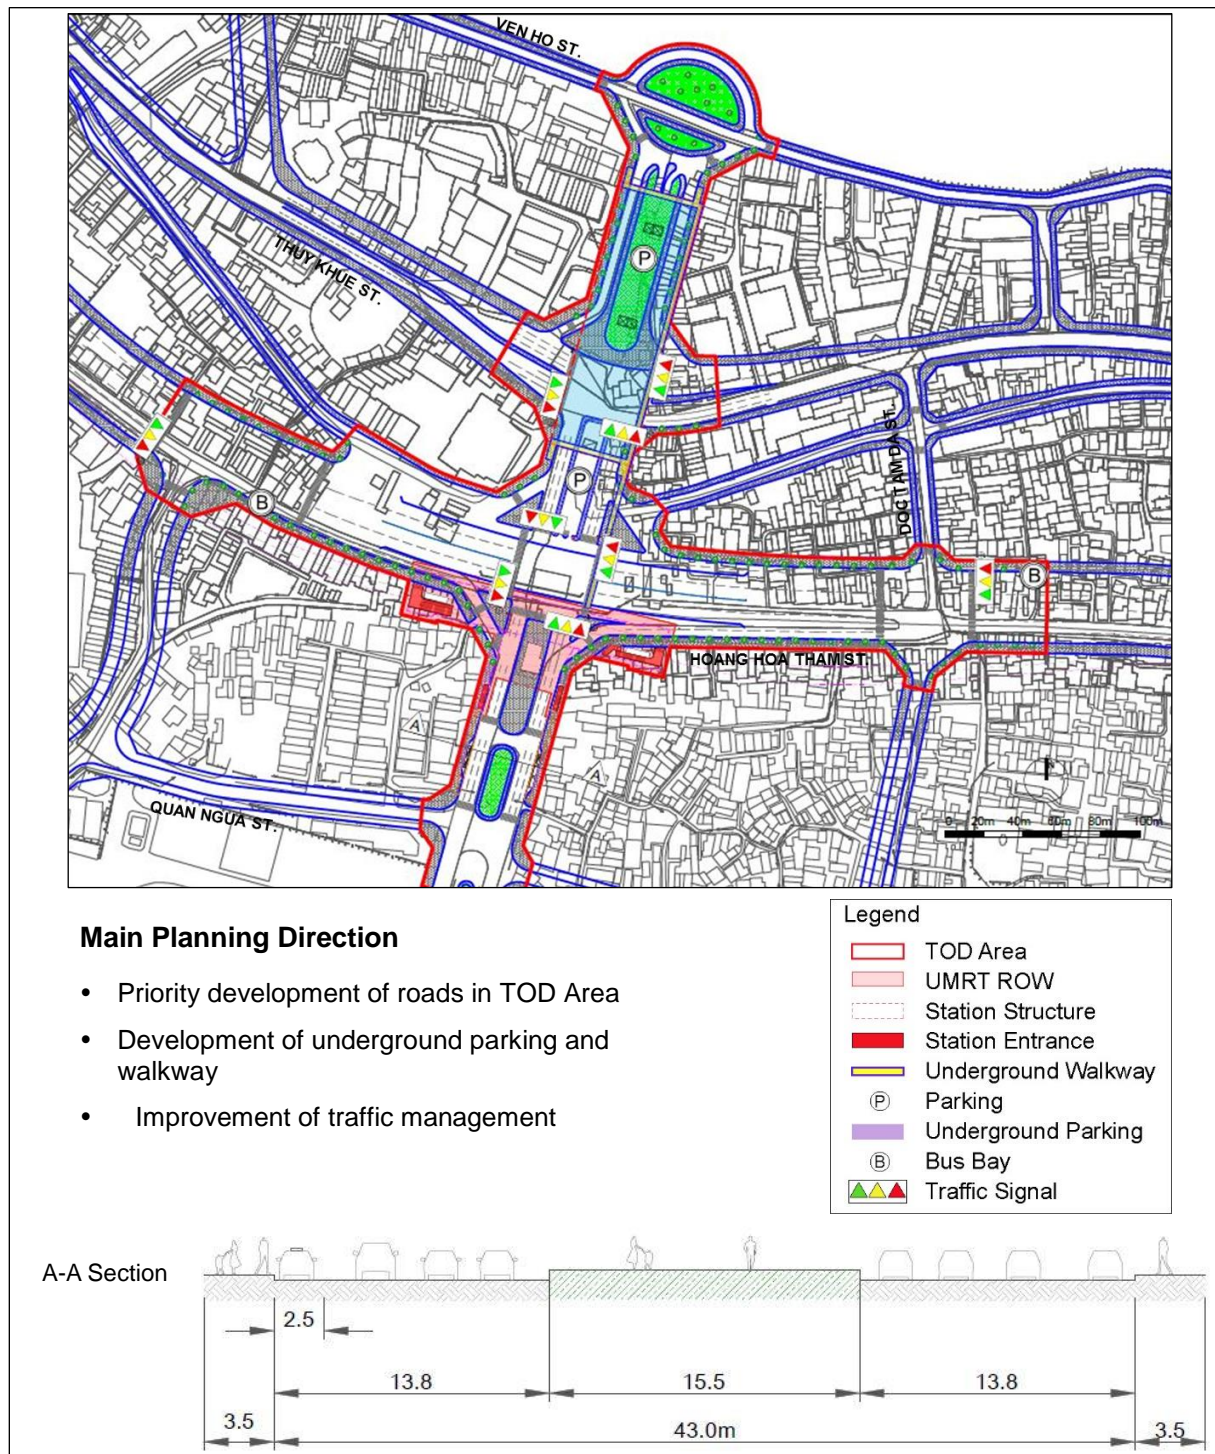 VEN HO ST.
THUY KHUE ST.
P
DOC TAM DA ST.
P
B
B
HOANG HOA THAM ST.
A
A
QUAN NGUA ST.
0 20m 40m 60m 80m 100m
Main Planning Direction
• Priority development of roads in TOD Area
• Development of underground parking and
walkway
• Improvement of traffic management
Legend
TOD Area
UMRT ROW
Station Structure
Station Entrance
Underground Walkway
P Parking
Underground Parking
B Bus Bay
Traffic Signal
A-A Section
2.5
13.8 15.5 13.8
3.5 43.0m 3.5